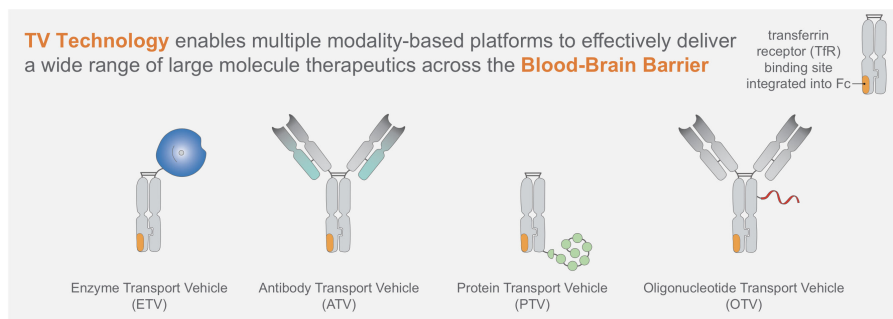 TV Technology enables multiple modality-based platforms to effectively deliver
a wide range of large molecule therapeutics across the Blood-Brain Barrier
transferrin
receptor (TfR)
binding site
integrated into Fc
Enzyme Transport Vehicle
(ETV)
Antibody Transport Vehicle
(ATV)
Protein Transport Vehicle
(PTV)
Oligonucleotide Transport Vehicle
(OTV)